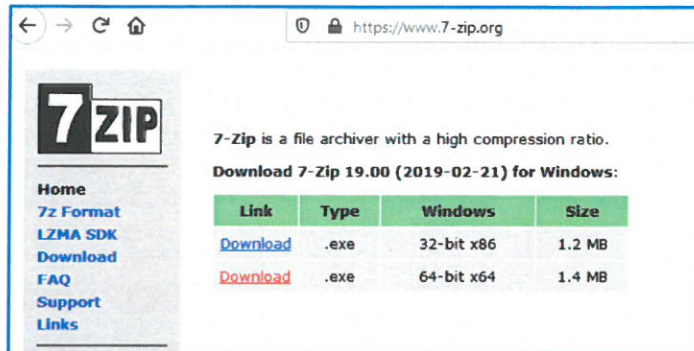 https://www.7-zip.org
7ZIP
7-Zip is a file archiver with a high compression ratio.
Download 7-Zip 19.00 (2019-02-21) for Windows:
Link Type Windows Size
Download .exe 32-bit x86 1.2 MB
Download .exe 64-bit x64 1.4 MB
Home
7z Format
LZMA SDK
Download
FAQ
Support
Links